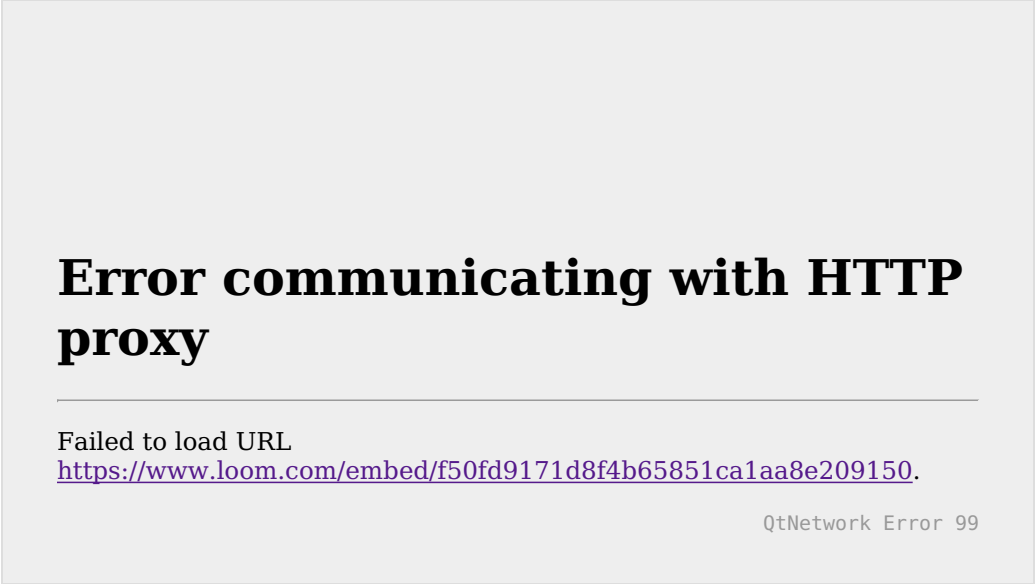 Error communicating with HTTP
proxy
Failed to load URL
https://www.loom.com/embed/f50fd9171d8f4b65851ca1aa8e209150.
QtNetwork Error 99